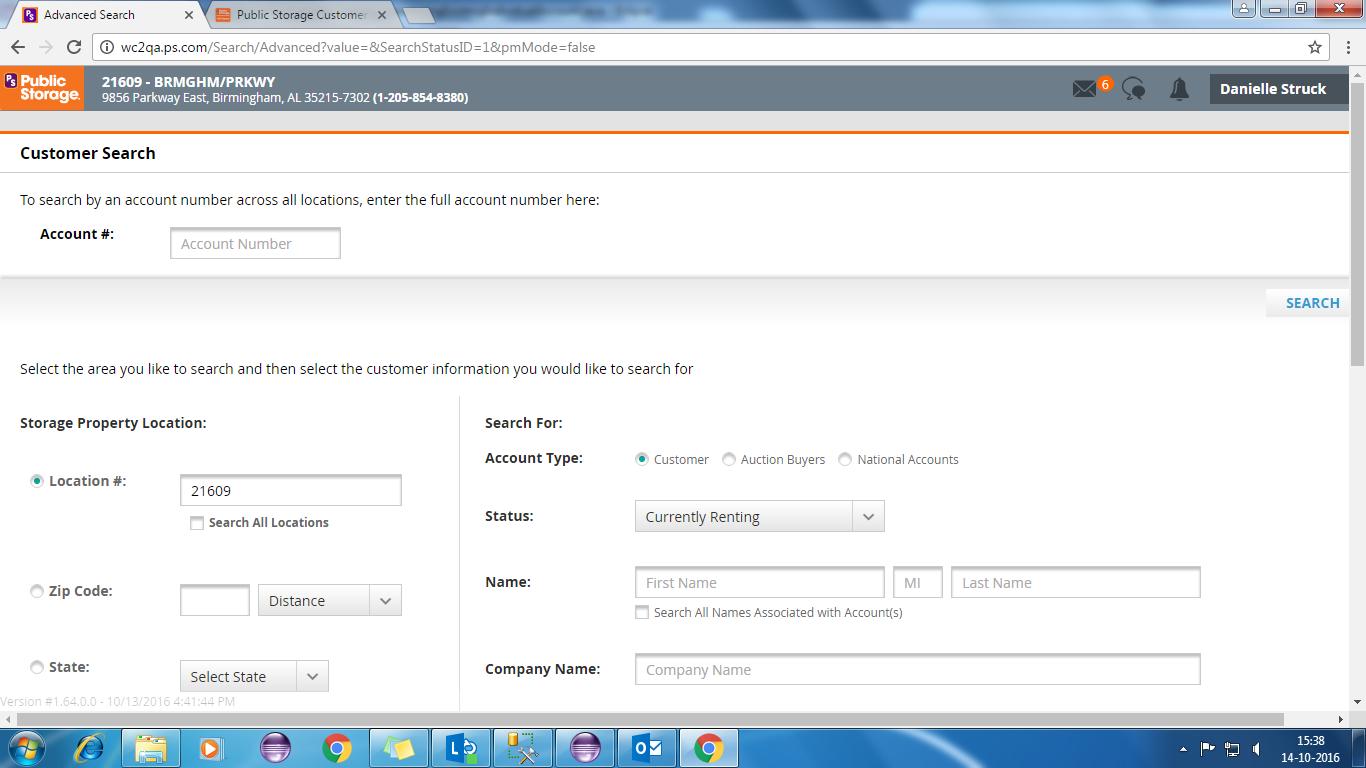 Advanced Search
Public Storage Customer
wc2qa.ps.com/Search/Advanced?value=&SearchStatusID=1&pmMode=false
PS Public Storage.
21609 - BRMGHM/PRKWY
9856 Parkway East, Birmingham, AL 35215-7302 (1-205-854-8380)
6
Danielle Struck
Customer Search
To search by an account number across all locations, enter the full account number here:
Account #:
Account Number
SEARCH
Select the area you like to search and then select the customer information you would like to search for
Storage Property Location:
Location #:
21609
Search All Locations
Zip Code:
Distance
State:
Select State
Search For:
Account Type:
Customer
Auction Buyers
National Accounts
Status:
Currently Renting
Name:
First Name
MI
Last Name
Search All Names Associated with Account(s)
Company Name:
Company Name
Version #1.64.0.0 - 10/13/2016 4:41:44 PM
15:38
14-10-2016